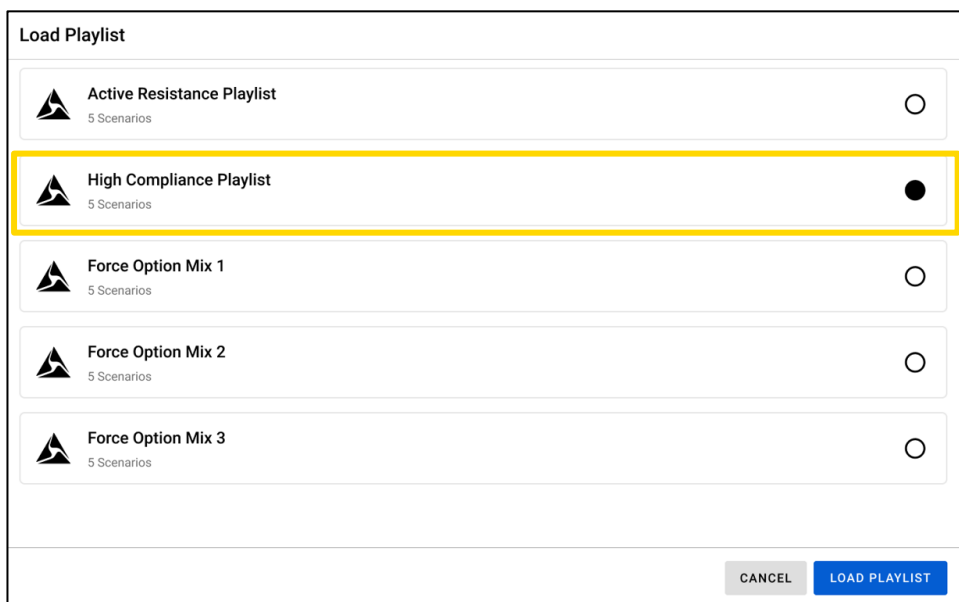 Load Playlist
Active Resistance Playlist
5 Scenarios
High Compliance Playlist
5 Scenarios
Force Option Mix 1
5 Scenarios
Force Option Mix 2
5 Scenarios
Force Option Mix 3
5 Scenarios
CANCEL LOAD PLAYLIST